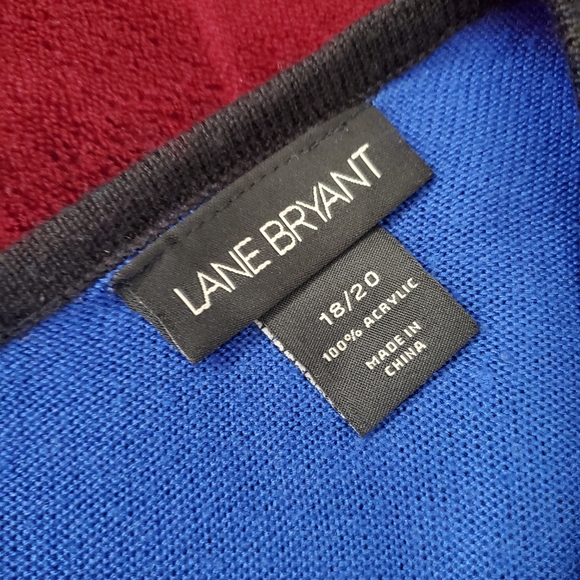 LANE BRYANT
18/20
100% ACRYLIC
MADE IN
CHINA